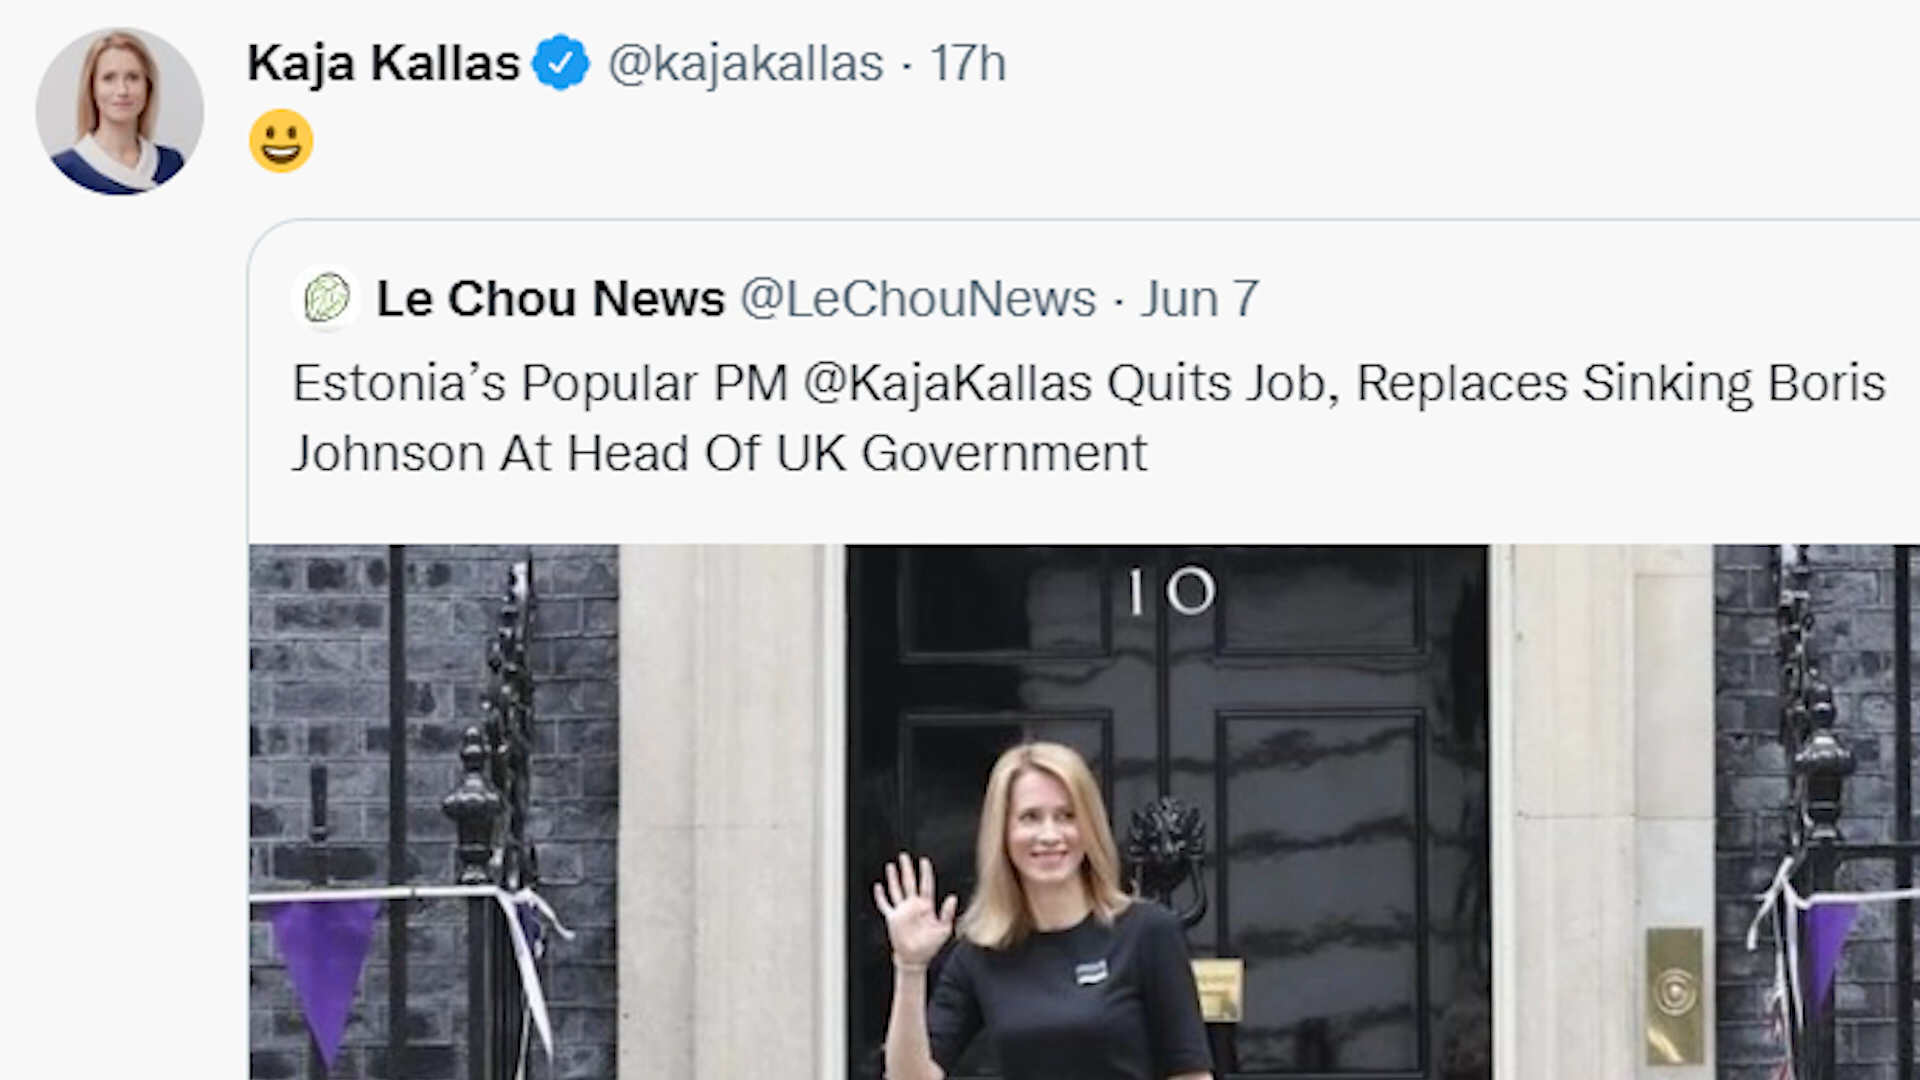 Kaja Kallas @kajakallas · 17h
😃
Le Chou News @LeChouNews · Jun 7
Estonia’s Popular PM @KajaKallas Quits Job, Replaces Sinking Boris
Johnson At Head Of UK Government
10